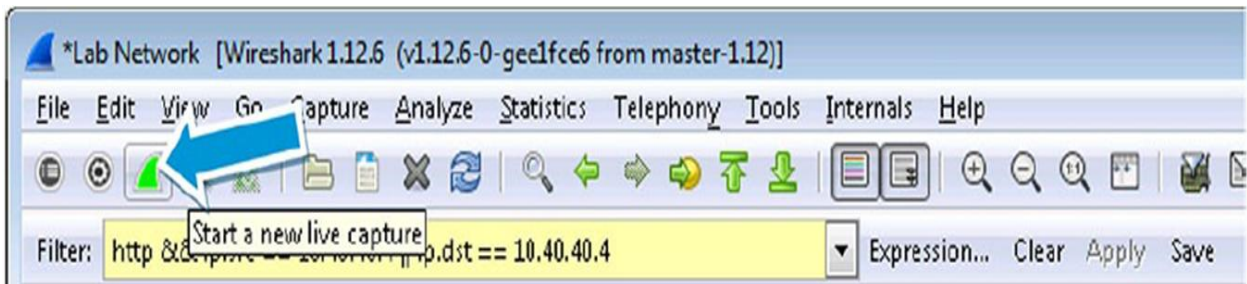 *Lab Network [Wireshark 1.12.6 (v1.12.6-0-gee1fce6 from master-1.12)]
File Edit View Go Capture Analyze Statistics Telephony Tools Internals Help
Start a new live capture
Filter: http && == .dst == 10.40.40.4 Expression... Clear Apply Save